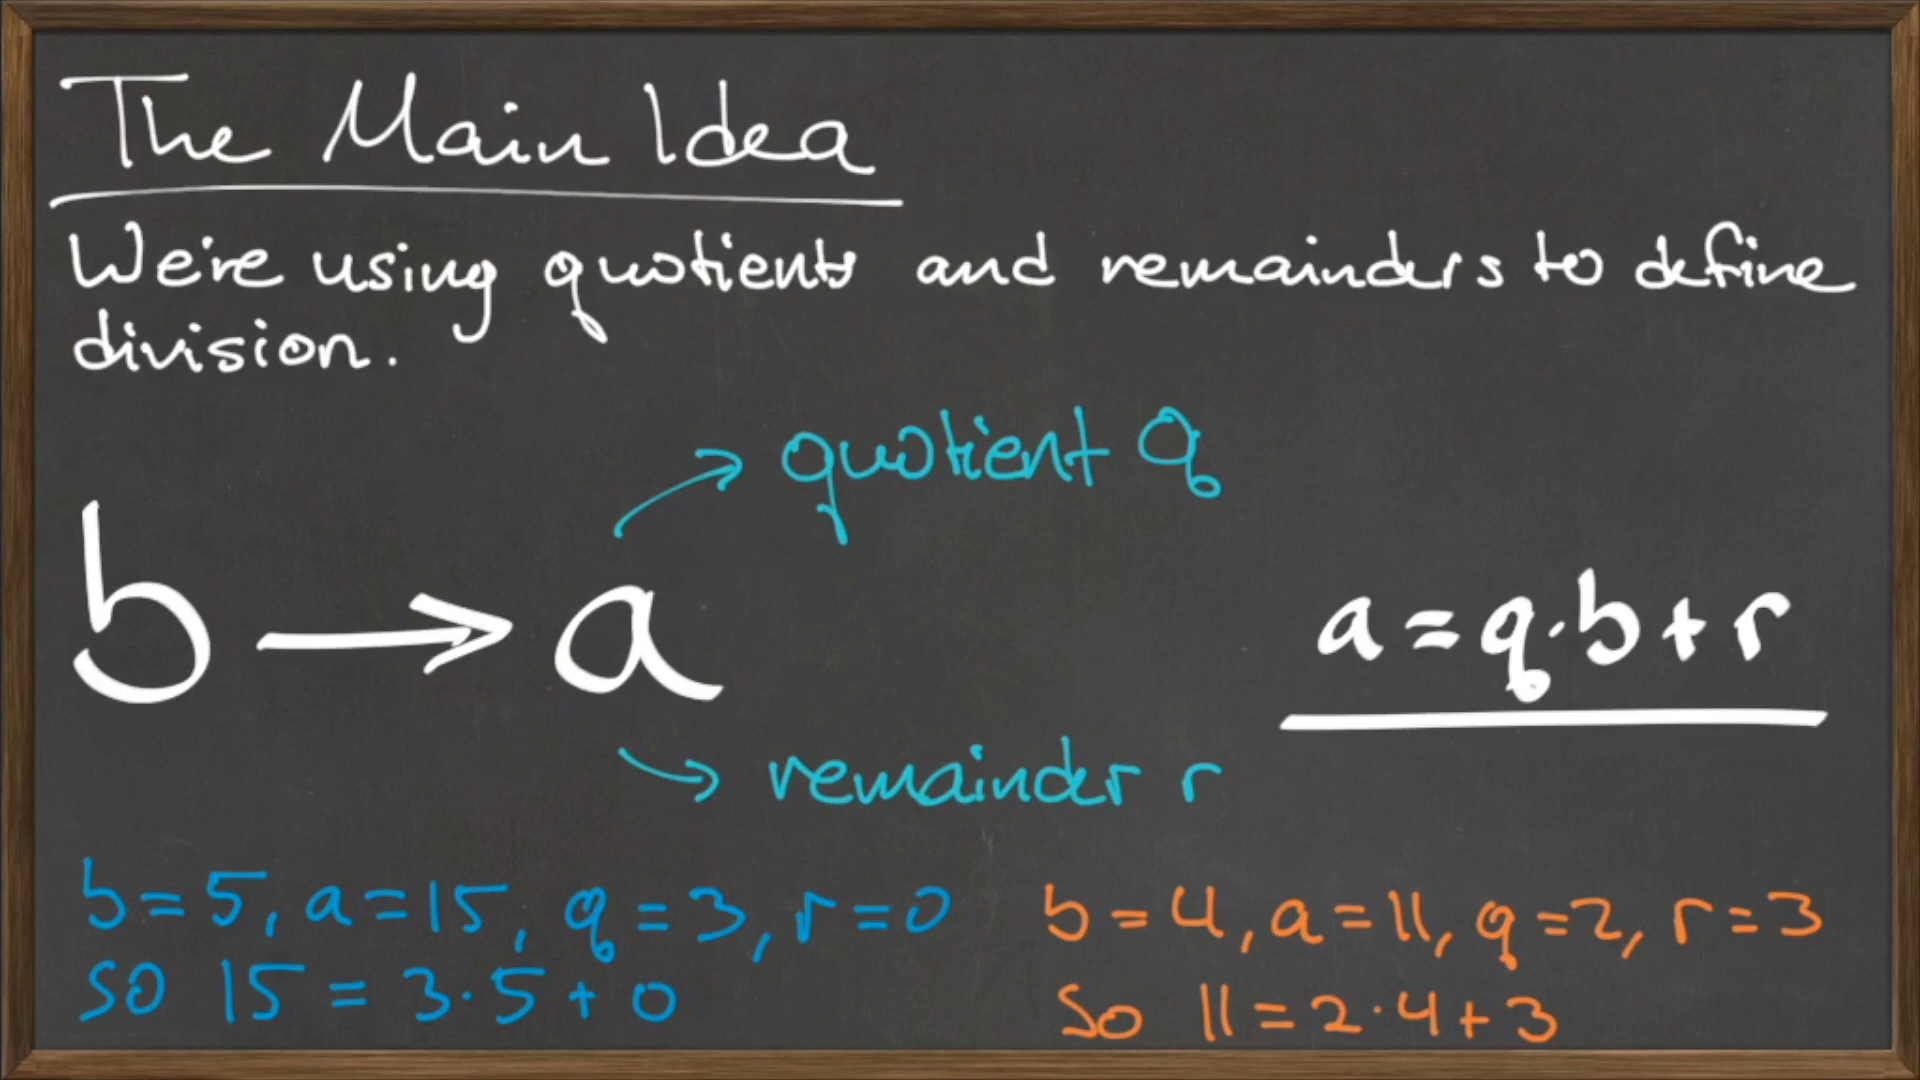 The Main Idea
We're using quotients and remainders to define
division.
quotient q
b → a
a = q · b + r
remainder r
b = 5, a = 15, q = 3, r = 0
so 15 = 3 · 5 + 0
b = 4, a = 11, q = 2, r = 3
So 11 = 2 · 4 + 3